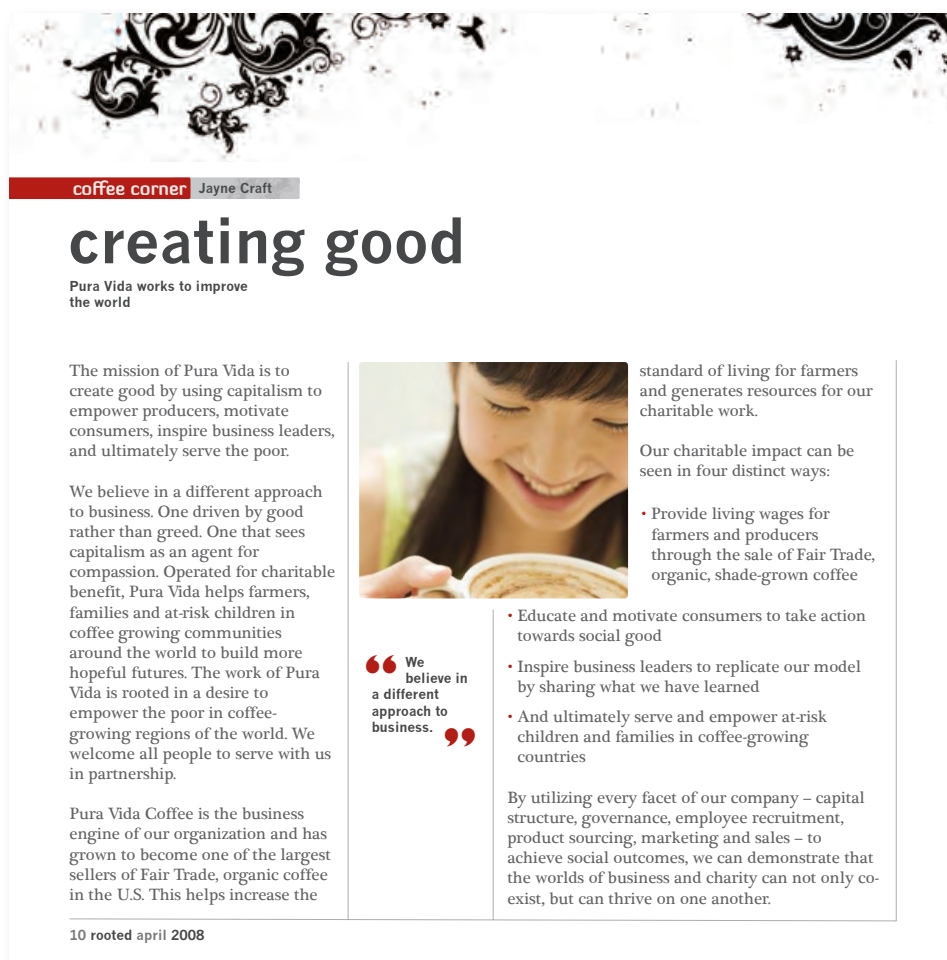 coffee corner Jayne Craft
creating good
Pura Vida works to improve
the world
The mission of Pura Vida is to
create good by using capitalism to
empower producers, motivate
consumers, inspire business leaders,
and ultimately serve the poor.
We believe in a different approach
to business. One driven by good
rather than greed. One that sees
capitalism as an agent for
compassion. Operated for charitable
benefit, Pura Vida helps farmers,
families and at-risk children in
coffee growing communities
around the world to build more
hopeful futures. The work of Pura
Vida is rooted in a desire to
empower the poor in coffee-
growing regions of the world. We
welcome all people to serve with us
in partnership.
Pura Vida Coffee is the business
engine of our organization and has
grown to become one of the largest
sellers of Fair Trade, organic coffee
in the U.S. This helps increase the
“ We
believe in
a different
approach to
business. ”
standard of living for farmers
and generates resources for our
charitable work.
Our charitable impact can be
seen in four distinct ways:
• Provide living wages for
farmers and producers
through the sale of Fair Trade,
organic, shade-grown coffee
• Educate and motivate consumers to take action
towards social good
• Inspire business leaders to replicate our model
by sharing what we have learned
• And ultimately serve and empower at-risk
children and families in coffee-growing
countries
By utilizing every facet of our company – capital
structure, governance, employee recruitment,
product sourcing, marketing and sales – to
achieve social outcomes, we can demonstrate that
the worlds of business and charity can not only co-
exist, but can thrive on one another.
10 rooted april 2008